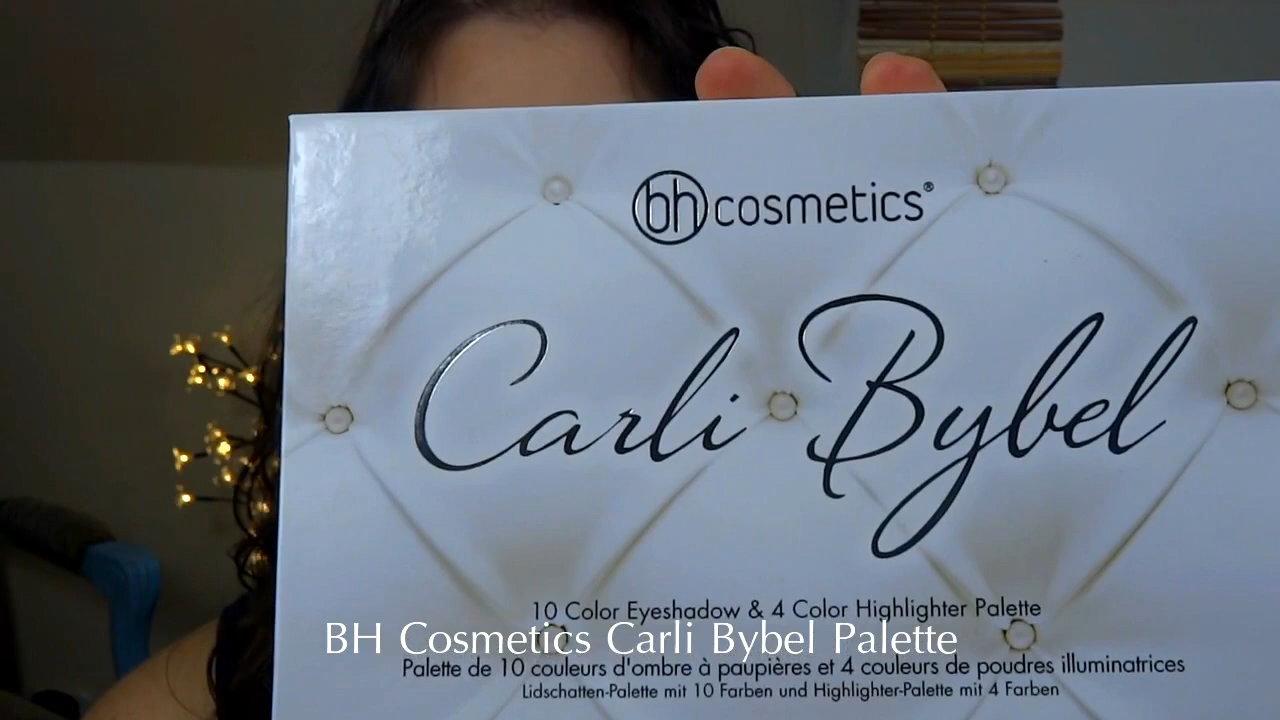 bh cosmetics®
Carli Bybel
10 Color Eyeshadow & 4 Color Highlighter Palette
BH Cosmetics Carli Bybel Palette
Palette de 10 couleurs d'ombre à paupières et 4 couleurs de poudres illuminatrices
Lidschatten-Palette mit 10 Farben und Highlighter-Palette mit 4 Farben